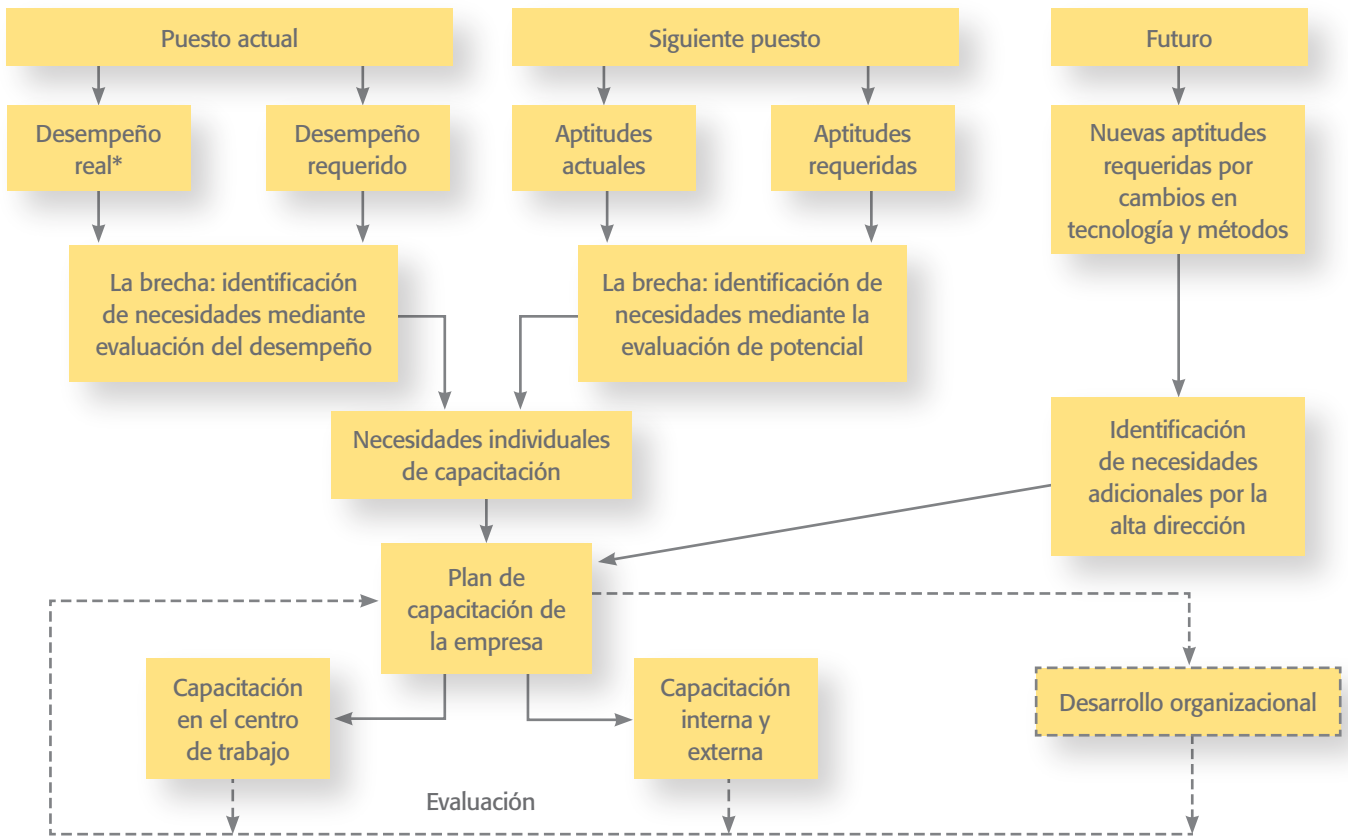 Puesto actual
Siguiente puesto
Futuro
Desempeño
real*
Desempeño
requerido
Aptitudes
actuales
Aptitudes
requeridas
Nuevas aptitudes
requeridas por
cambios en
tecnología y métodos
La brecha: identificación
de necesidades mediante
evaluación del desempeño
La brecha: identificación de
necesidades mediante la
evaluación de potencial
Necesidades individuales
de capacitación
Identificación
de necesidades
adicionales por la
alta dirección
Plan de
capacitación de
la empresa
Capacitación
en el centro
de trabajo
Capacitación
interna y
externa
Desarrollo organizacional
Evaluación